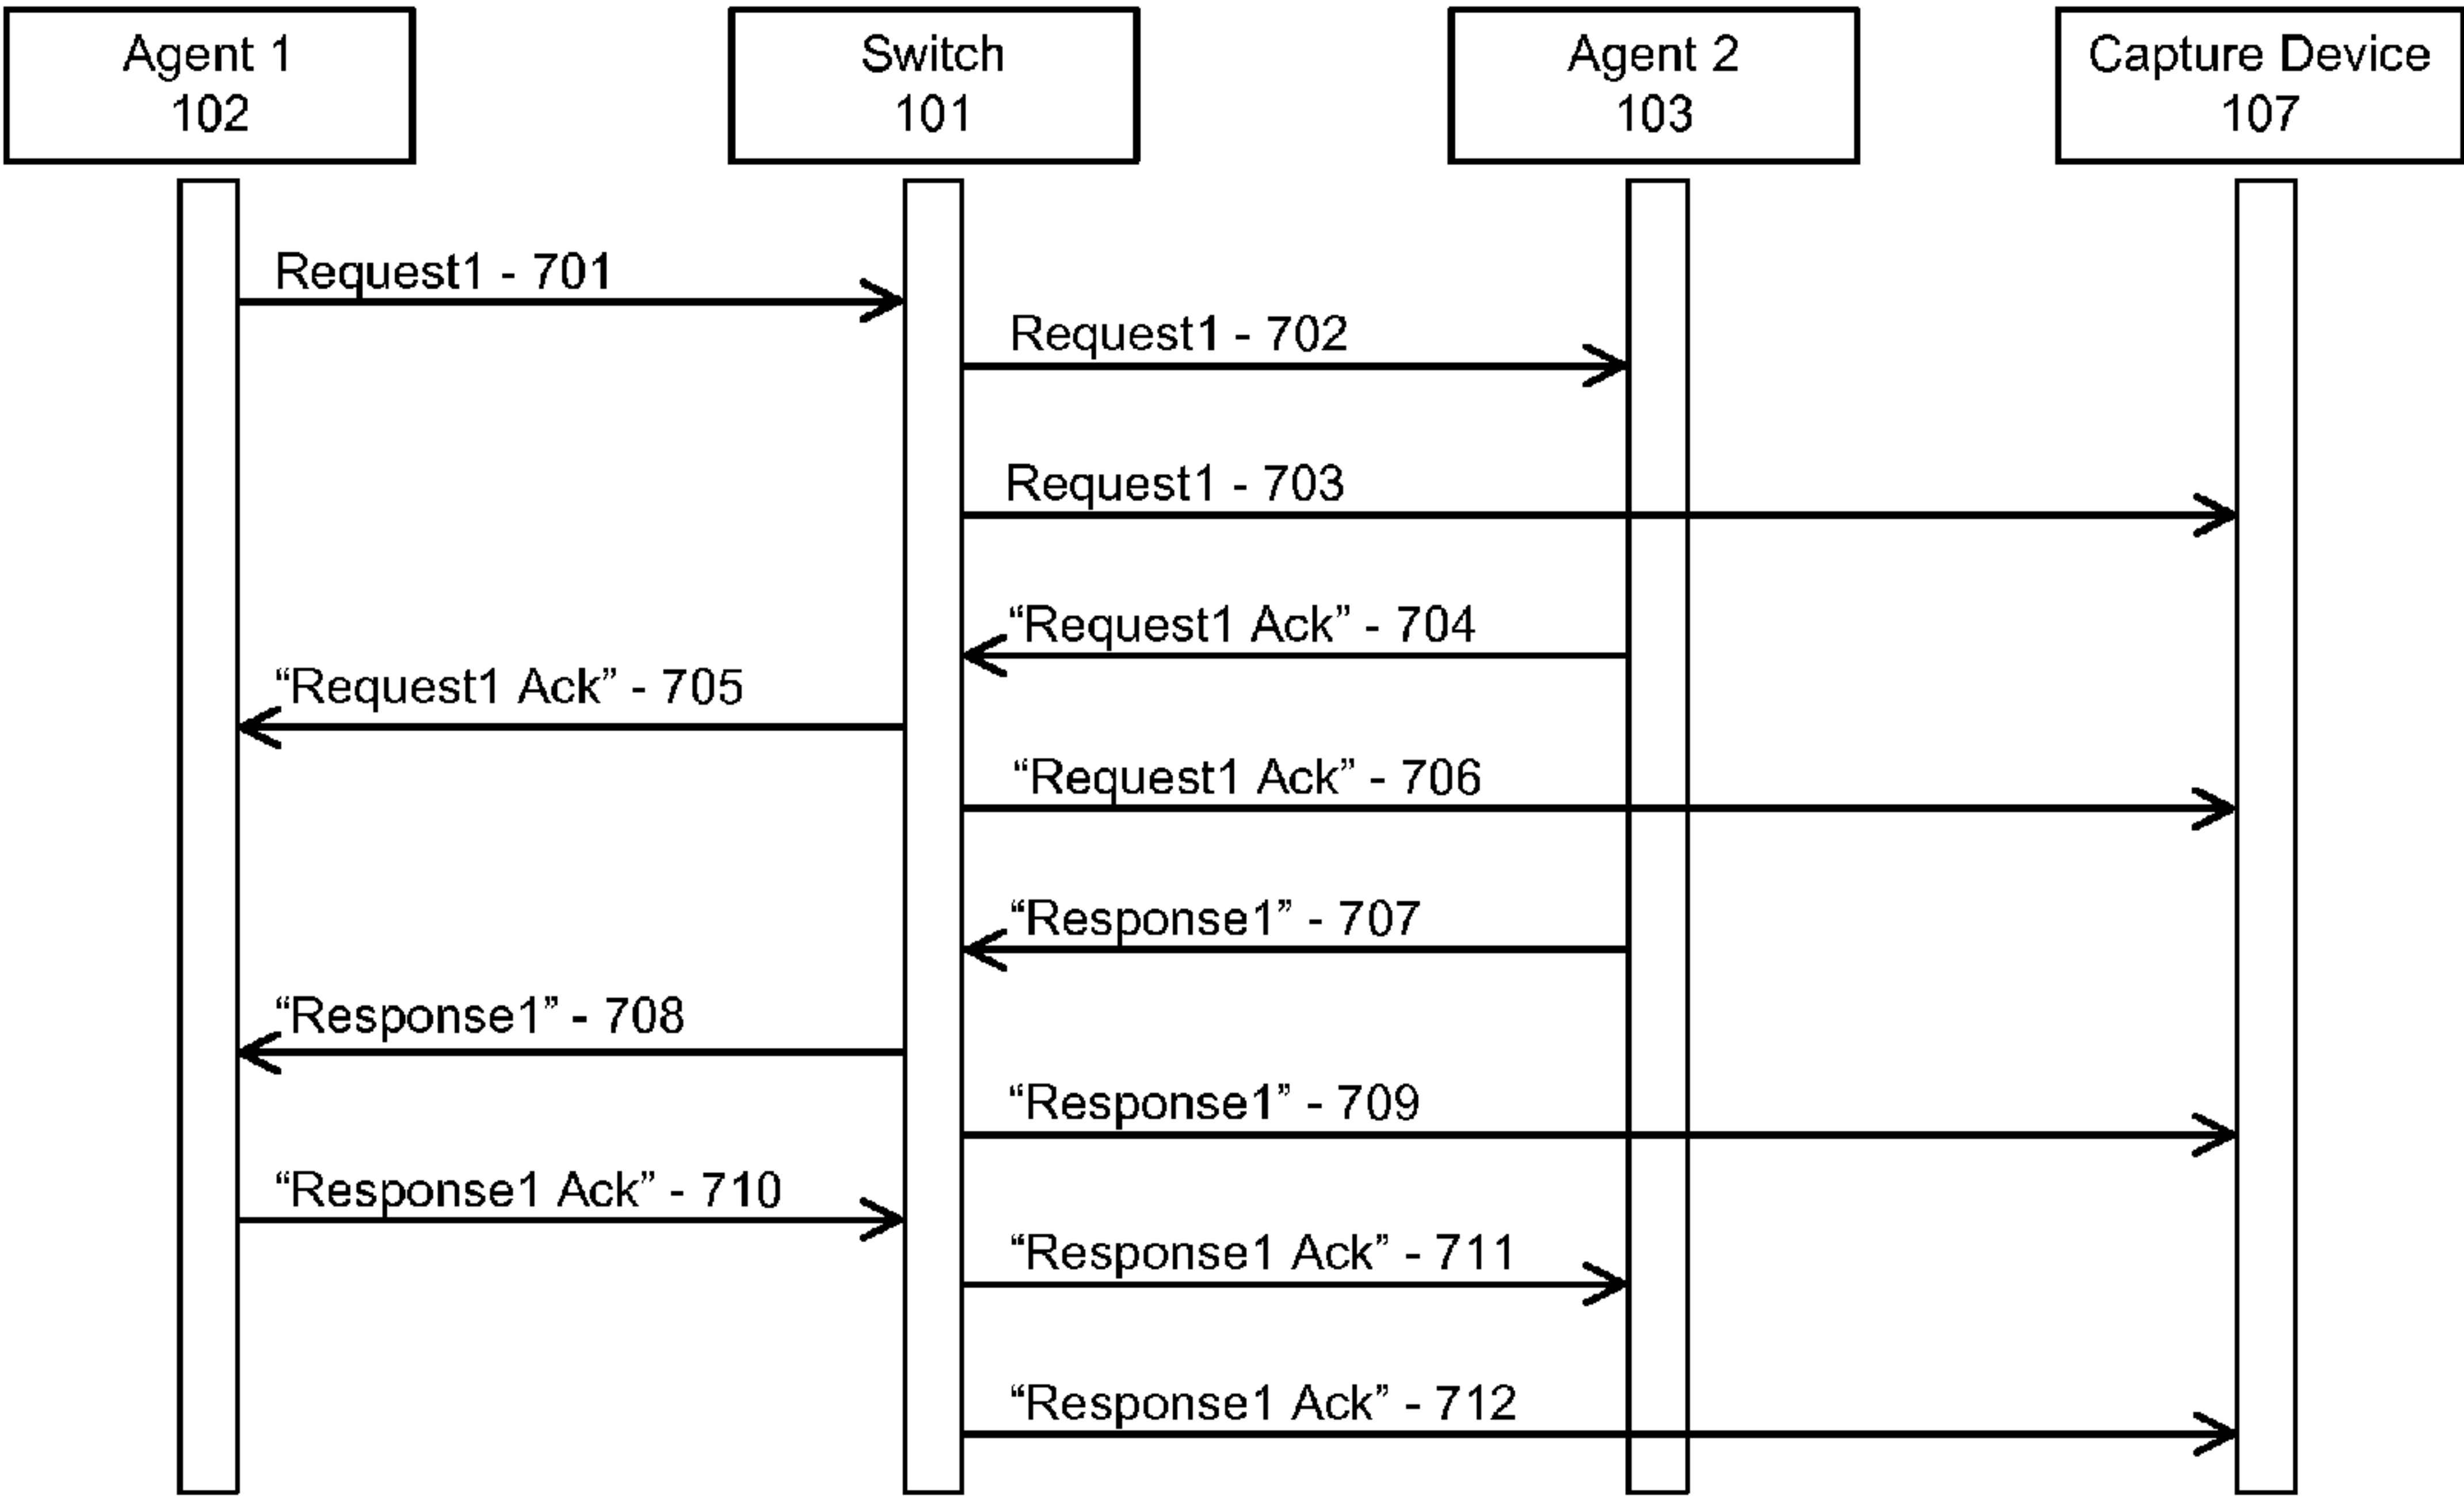 Agent 1
102
Switch
101
Agent 2
103
Capture Device
107
Request1 - 701
Request1 - 702
Request1 - 703
“Request1 Ack” - 704
“Request1 Ack” - 705
“Request1 Ack” - 706
“Response1” - 707
“Response1” - 708
“Response1” - 709
“Response1 Ack” - 710
“Response1 Ack” - 711
“Response1 Ack” - 712